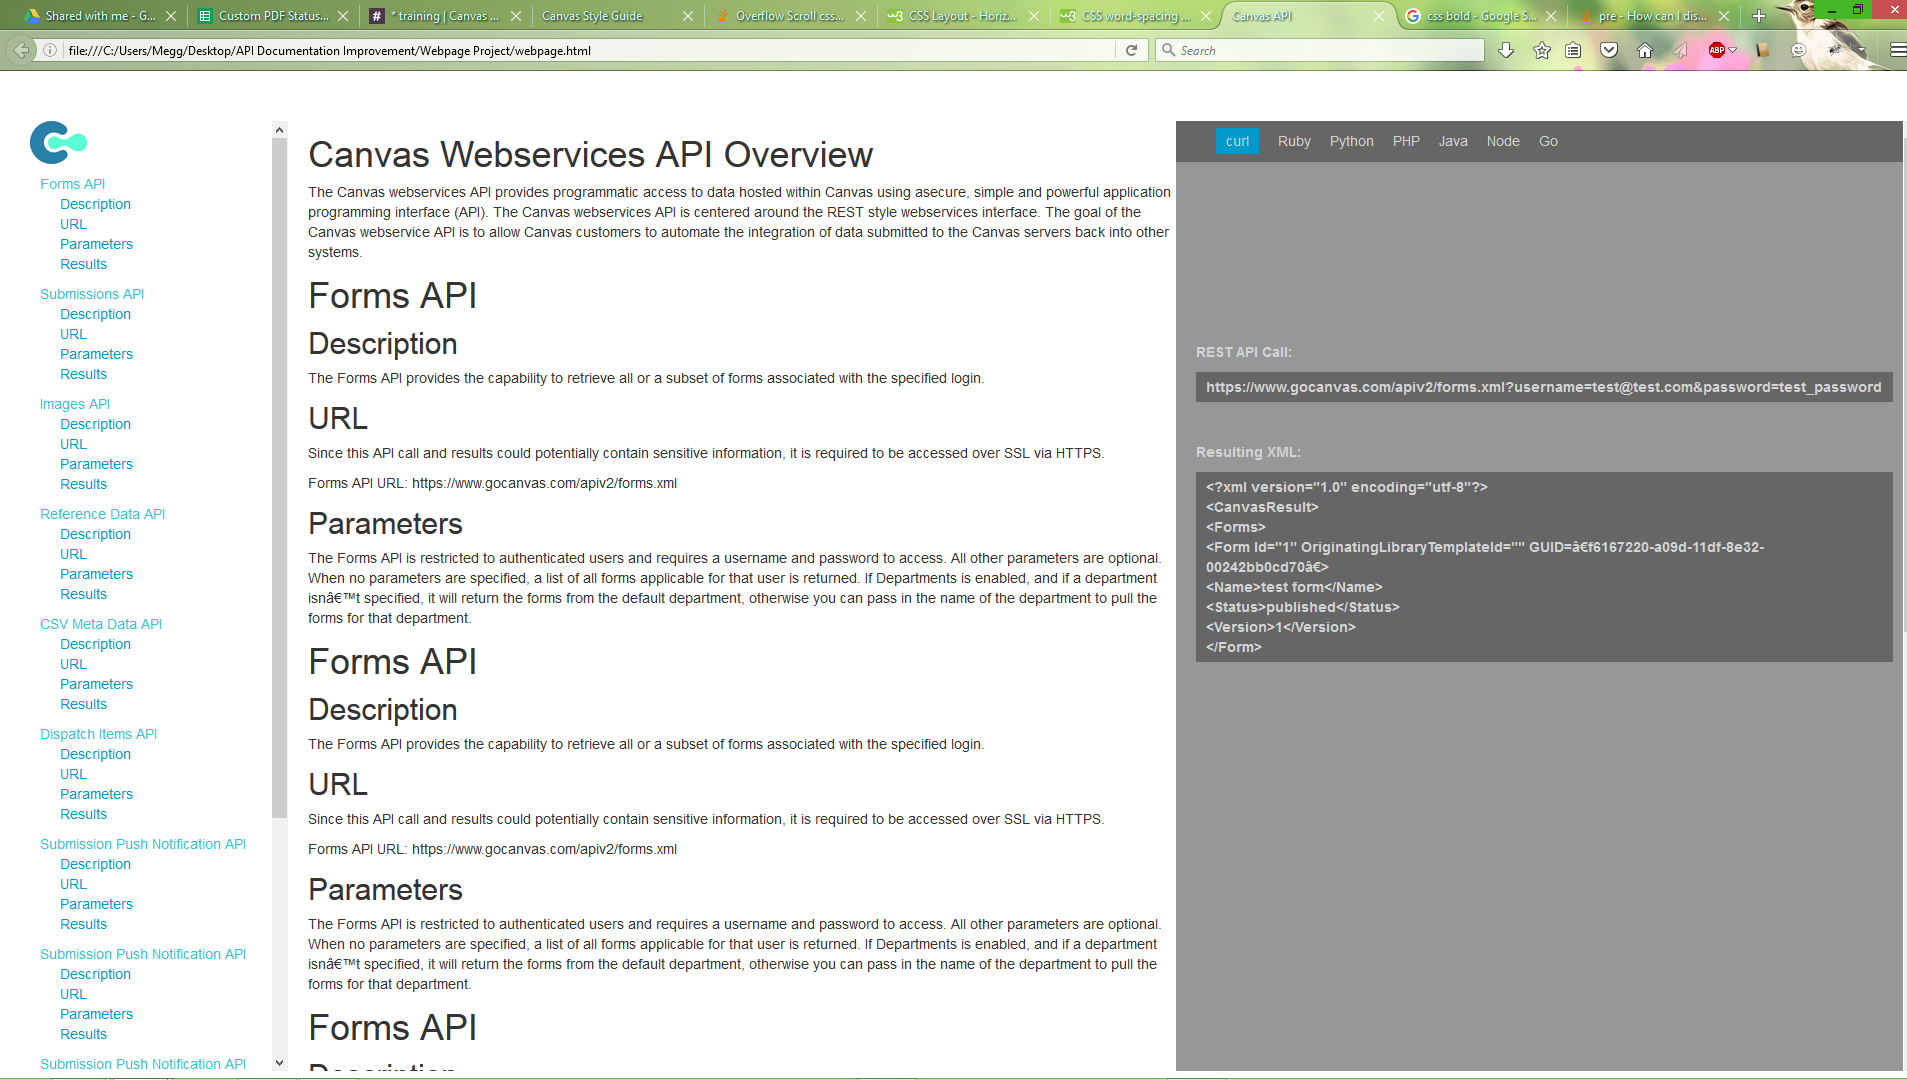 Shared with me - G...
Custom PDF Status...
* training | Canvas ...
Canvas Style Guide
Overflow Scroll css...
CSS Layout - Horiz...
CSS word-spacing ...
Canvas API
css bold - Google S...
pre - How can I dis...
file:///C:/Users/Megg/Desktop/API Documentation Improvement/Webpage Project/webpage.html
Search
ABP
Forms API
Description
URL
Parameters
Results
Submissions API
Description
URL
Parameters
Results
Images API
Description
URL
Parameters
Results
Reference Data API
Description
URL
Parameters
Results
CSV Meta Data API
Description
URL
Parameters
Results
Dispatch Items API
Description
URL
Parameters
Results
Submission Push Notification API
Description
URL
Parameters
Results
Submission Push Notification API
Description
URL
Parameters
Results
Submission Push Notification API
Canvas Webservices API Overview
The Canvas webservices API provides programmatic access to data hosted within Canvas using asecure, simple and powerful application
programming interface (API). The Canvas webservices API is centered around the REST style webservices interface. The goal of the
Canvas webservice API is to allow Canvas customers to automate the integration of data submitted to the Canvas servers back into other
systems.
Forms API
Description
The Forms API provides the capability to retrieve all or a subset of forms associated with the specified login.
URL
Since this API call and results could potentially contain sensitive information, it is required to be accessed over SSL via HTTPS.
Forms API URL: https://www.gocanvas.com/apiv2/forms.xml
Parameters
The Forms API is restricted to authenticated users and requires a username and password to access. All other parameters are optional.
When no parameters are specified, a list of all forms applicable for that user is returned. If Departments is enabled, and if a department
isnâ€™t specified, it will return the forms from the default department, otherwise you can pass in the name of the department to pull the
forms for that department.
Forms API
Description
The Forms API provides the capability to retrieve all or a subset of forms associated with the specified login.
URL
Since this API call and results could potentially contain sensitive information, it is required to be accessed over SSL via HTTPS.
Forms API URL: https://www.gocanvas.com/apiv2/forms.xml
Parameters
The Forms API is restricted to authenticated users and requires a username and password to access. All other parameters are optional.
When no parameters are specified, a list of all forms applicable for that user is returned. If Departments is enabled, and if a department
isnâ€™t specified, it will return the forms from the default department, otherwise you can pass in the name of the department to pull the
forms for that department.
Forms API
Description
curl Ruby Python PHP Java Node Go
REST API Call:
https://www.gocanvas.com/apiv2/forms.xml?username=test@test.com&password=test_password
Resulting XML:
<?xml version="1.0" encoding="utf-8"?>
<CanvasResult>
<Forms>
<Form Id="1" OriginatingLibraryTemplateId="" GUID=â€f6167220-a09d-11df-8e32-
00242bb0cd70â€>
<Name>test form</Name>
<Status>published</Status>
<Version>1</Version>
</Form>